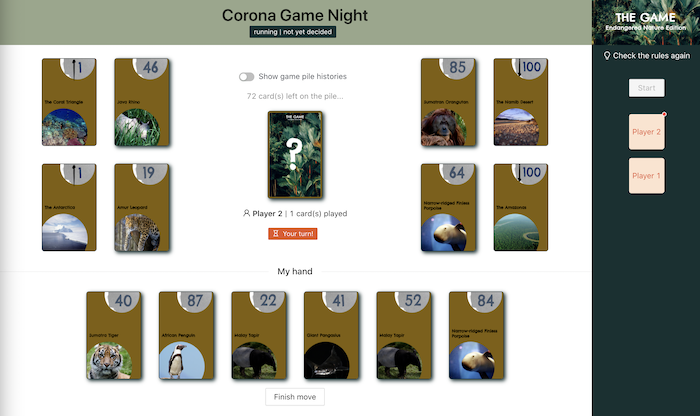 Corona Game Night
running | not yet decided
THE GAME
Endangered Nature Edition
Check the rules again
Start
Player 2
Player 1
1
The Coral Triangle
46
Java Rhino
Show game pile histories
72 card(s) left on the pile...
THE GAME
?
85
Sumatran Orangutan
100
The Namib Desert
1
The Antarctica
19
Amur Leopard
Player 2 | 1 card(s) played
Your turn!
64
Narrow-ridged Finless
Porpoise
100
The Amazonas
My hand
40
Sumatra Tiger
87
African Penguin
22
Malay Tapir
41
Giant Pangolins
52
Malay Tapir
84
Narrow-ridged Finless
Porpoise
Finish move